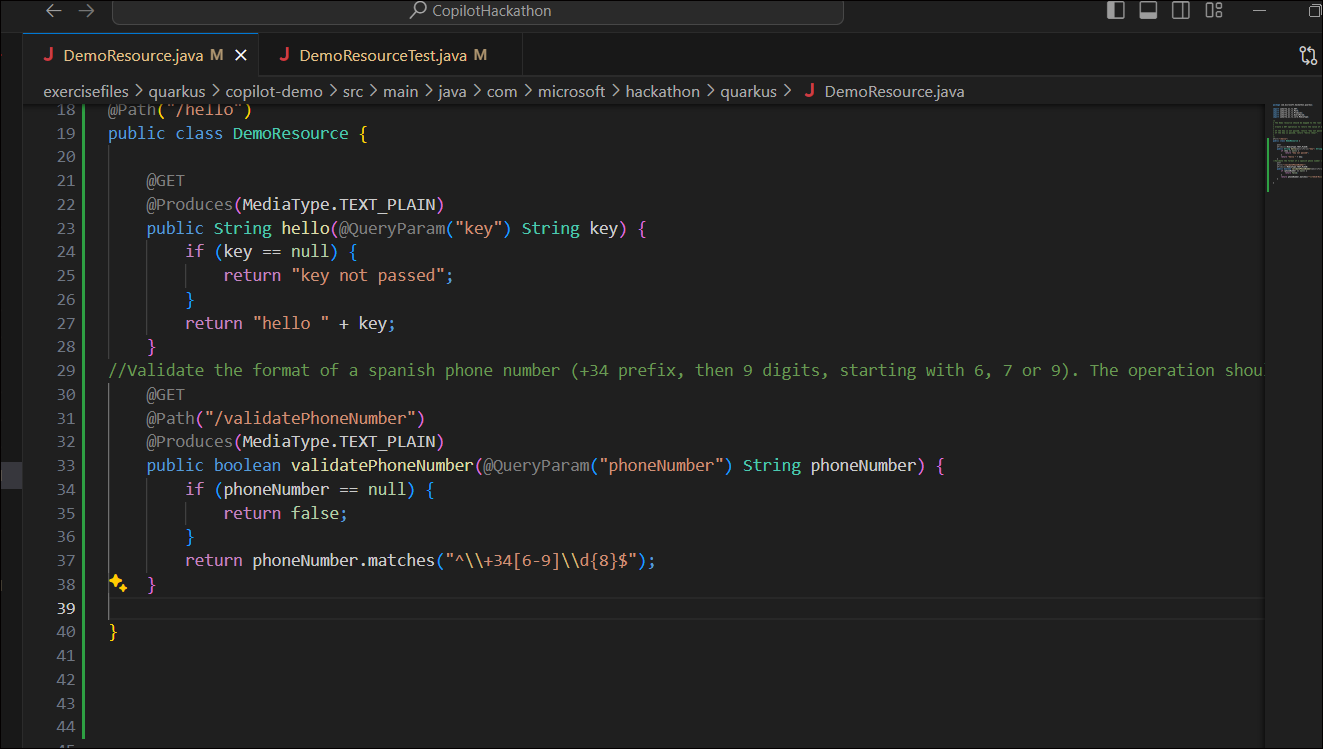 CopilotHackathon
DemoResource.java M
DemoResourceTest.java M
exercisefiles > quarkus > copilot-demo > src > main > java > com > microsoft > hackathon > quarkus > DemoResource.java
18 @Path("/hello")
19 public class DemoResource {
20
21 @GET
22 @Produces(MediaType.TEXT_PLAIN)
23 public String hello(@QueryParam("key") String key) {
24 if (key == null) {
25 return "key not passed";
26 }
27 return "hello " + key;
28 }
29 //Validate the format of a spanish phone number (+34 prefix, then 9 digits, starting with 6, 7 or 9). The operation shou
30 @GET
31 @Path("/validatePhoneNumber")
32 @Produces(MediaType.TEXT_PLAIN)
33 public boolean validatePhoneNumber(@QueryParam("phoneNumber") String phoneNumber) {
34 if (phoneNumber == null) {
35 return false;
36 }
37 return phoneNumber.matches("^\\+34[6-9]\\d{8}$");
38 }
39
40 }
41
42
43
44